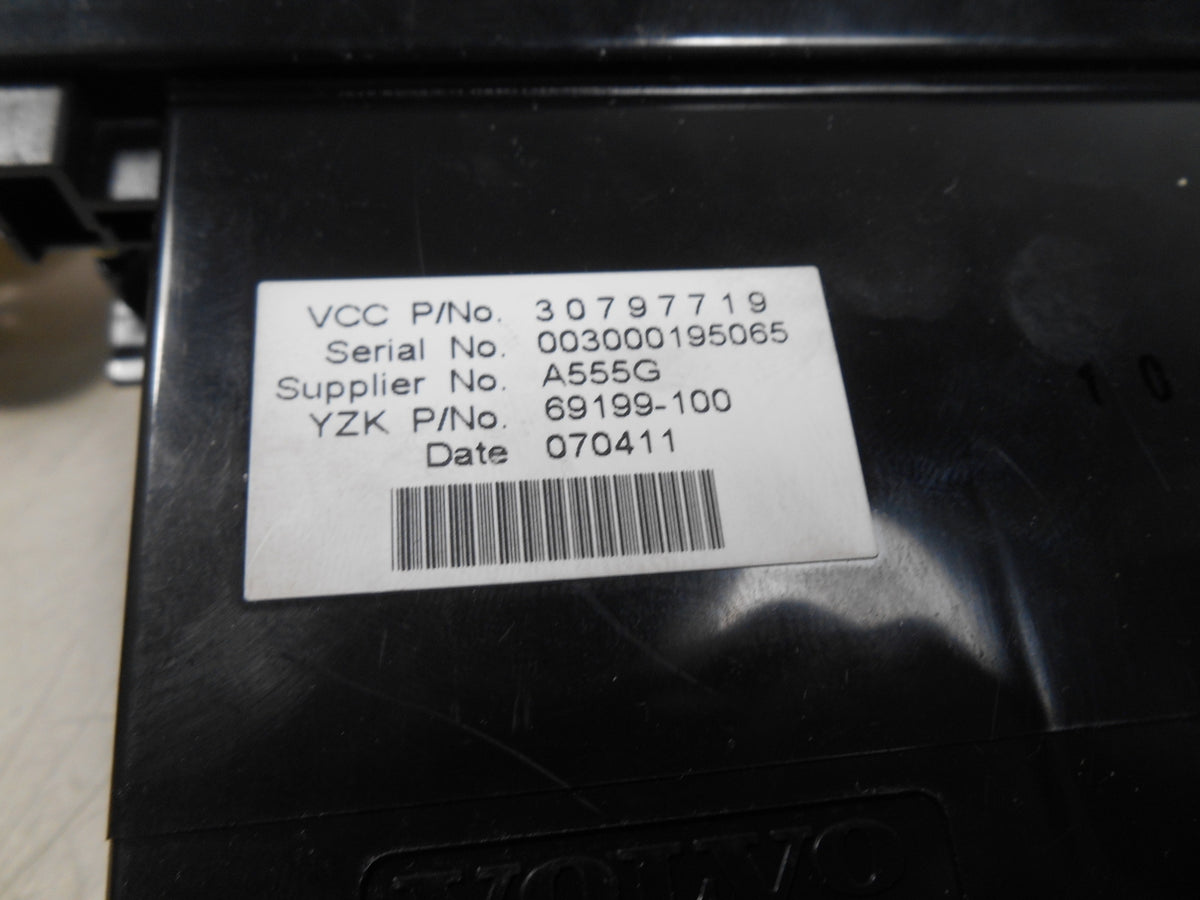 VCC P/No. 30797719
Serial No. 003000195065
Supplier No. A555G
YZK P/No. 69199-100
Date 070411
10
VOLVO